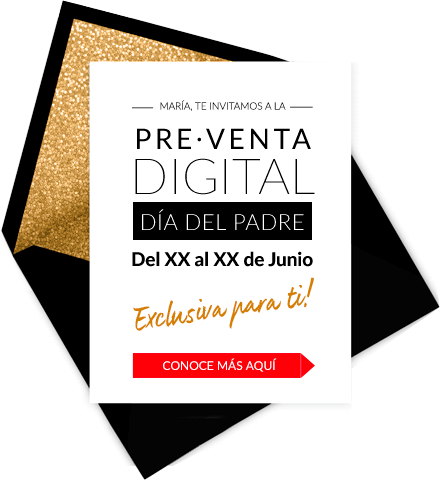 MARÍA, TE INVITAMOS A LA
PRE·VENTA
DIGITAL
DÍA DEL PADRE
Del XX al XX de Junio
Exclusiva para ti!
CONOCE MÁS AQUÍ